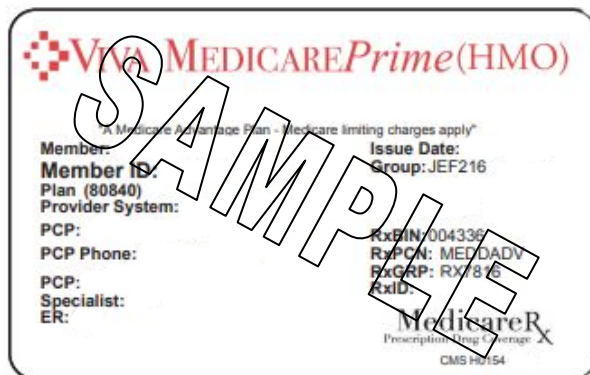 VIVA MEDICAREPrime(HMO)
"A Medicare Advantage Plan - Medicare limiting charges apply"
Member:
Issue Date:
Member ID:
Group:JEF216
Plan (80840)
Provider System:
PCP:
RxBIN:004336
PCP Phone:
RxPCN: MEDDADV
RxGRP: RX7816
PCP:
RxID:
Specialist:
ER:
MedicareRx
Prescription Drug Coverage
CMS H0154
SAMPLE